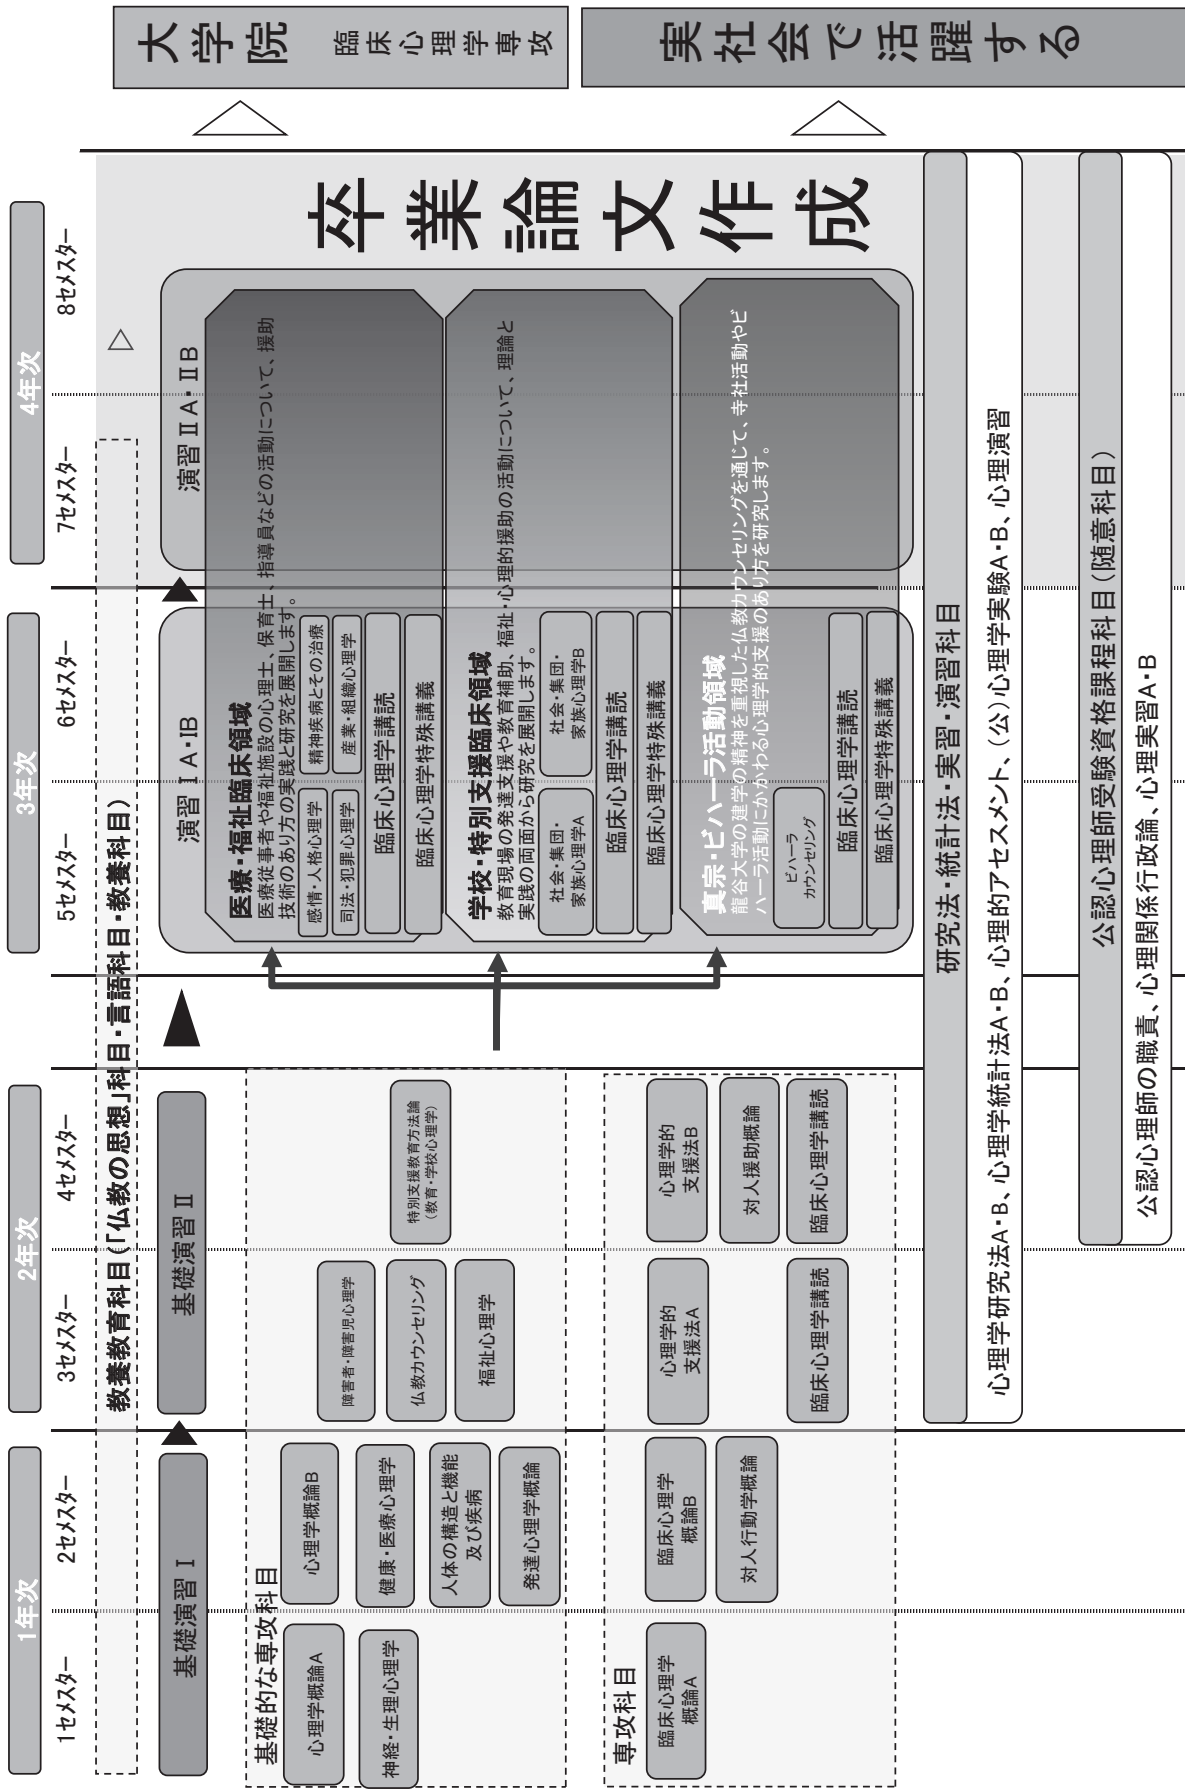 1年次
2年次
3年次
4年次
1セメスター
2セメスター
3セメスター
4セメスター
5セメスター
6セメスター
7セメスター
8セメスター
教養教育科目(「仏教の思想」科目・言語科目・教養科目)
基礎演習Ⅰ
基礎演習Ⅱ
演習ⅠA・ⅠB
演習ⅡA・ⅡB
基礎的な専攻科目
心理学概論A
神経・生理心理学
心理学概論B
健康・医療心理学
人体の構造と機能
及び疾病
発達心理学概論
障害者・障害児心理学
仏教カウンセリング
福祉心理学
特別支援教育方法論
(教育・学校心理学)
専攻科目
臨床心理学
概論A
臨床心理学
概論B
対人行動学概論
心理学的
支援法A
臨床心理学講読
心理学的
支援法B
対人援助概論
臨床心理学講読
医療・福祉臨床領域
医療従事者や福祉施設の心理士、保育士、指導員などの活動について、援助
技術のあり方の実践と研究を展開します。
感情・人格心理学
精神疾病とその治療
司法・犯罪心理学
産業・組織心理学
臨床心理学講読
臨床心理学特殊講義
学校・特別支援臨床領域
教育現場の発達支援や教育補助、福祉・心理的援助の活動について、理論と
実践の両面から研究を展開します。
社会・集団・
家族心理学A
社会・集団・
家族心理学B
臨床心理学講読
臨床心理学特殊講義
真宗・ビハーラ活動領域
龍谷大学の建学の精神を重視した仏教カウンセリングを通じて、寺社活動やビ
ハーラ活動にかかわる心理学的支援のあり方を研究します。
ビハーラ
カウンセリング
臨床心理学講読
臨床心理学特殊講義
卒業論文作成
研究法・統計法・実習・演習科目
心理学研究法A・B、心理学統計法A・B、心理的アセスメント、(公)心理学実験A・B、心理演習
公認心理師受験資格課程科目(随意科目)
公認心理師の職責、心理関係行政論、心理実習A・B
大学院 臨床心理学専攻
実社会で活躍する